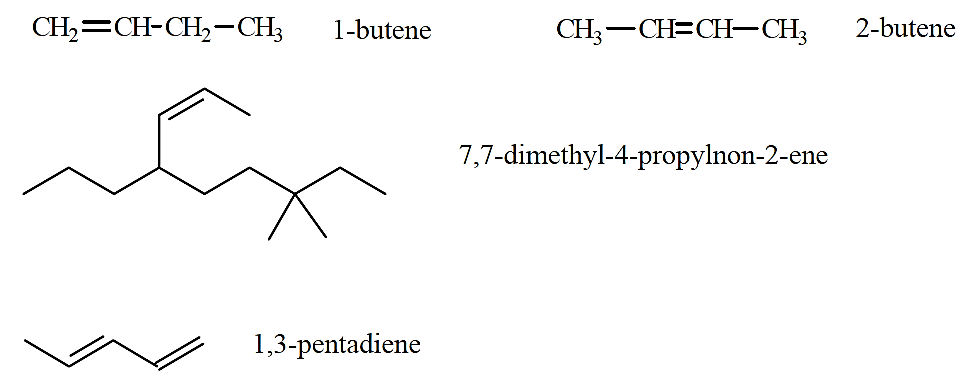 CH₂=CH-CH₂-CH₃ 1-butene CH₃-CH=CH-CH₃ 2-butene
7,7-dimethyl-4-propylnon-2-ene
1,3-pentadiene